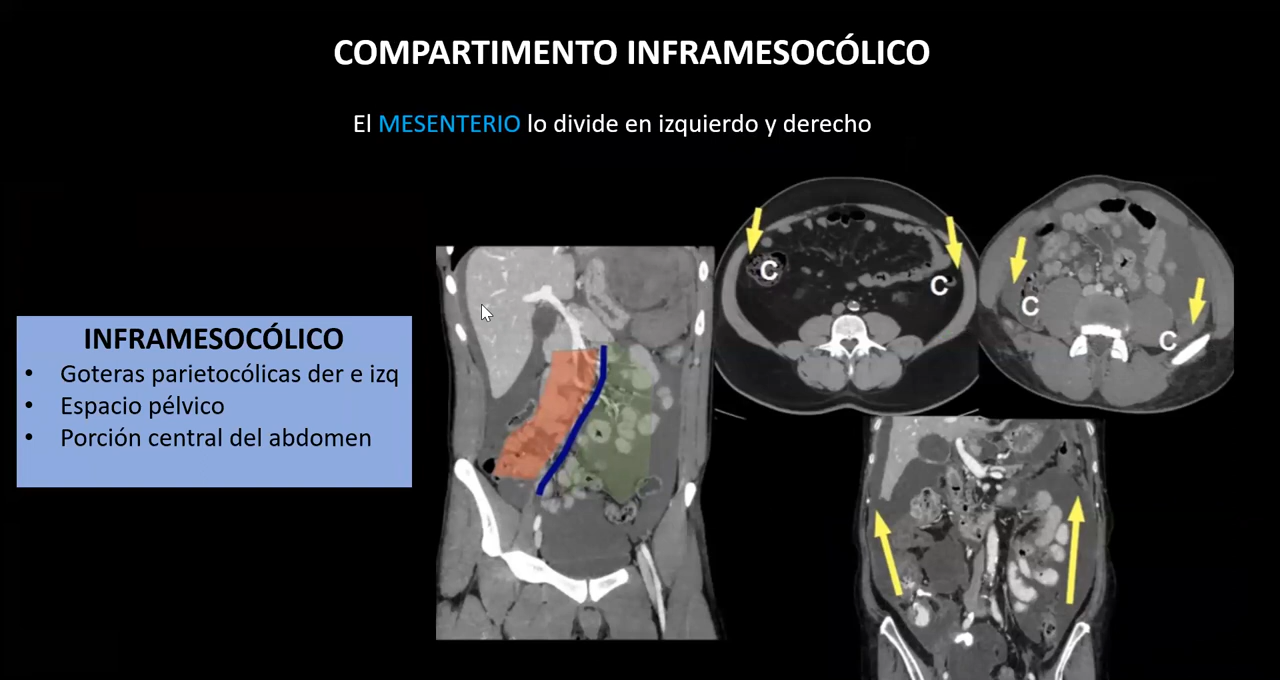 COMPARTIMENTO INFRAMESOCÓLICO
El MESENTERIO lo divide en izquierdo y derecho
INFRAMESOCÓLICO
• Goteras parietocólicas der e izq
• Espacio pélvico
• Porción central del abdomen
C
C
C
C